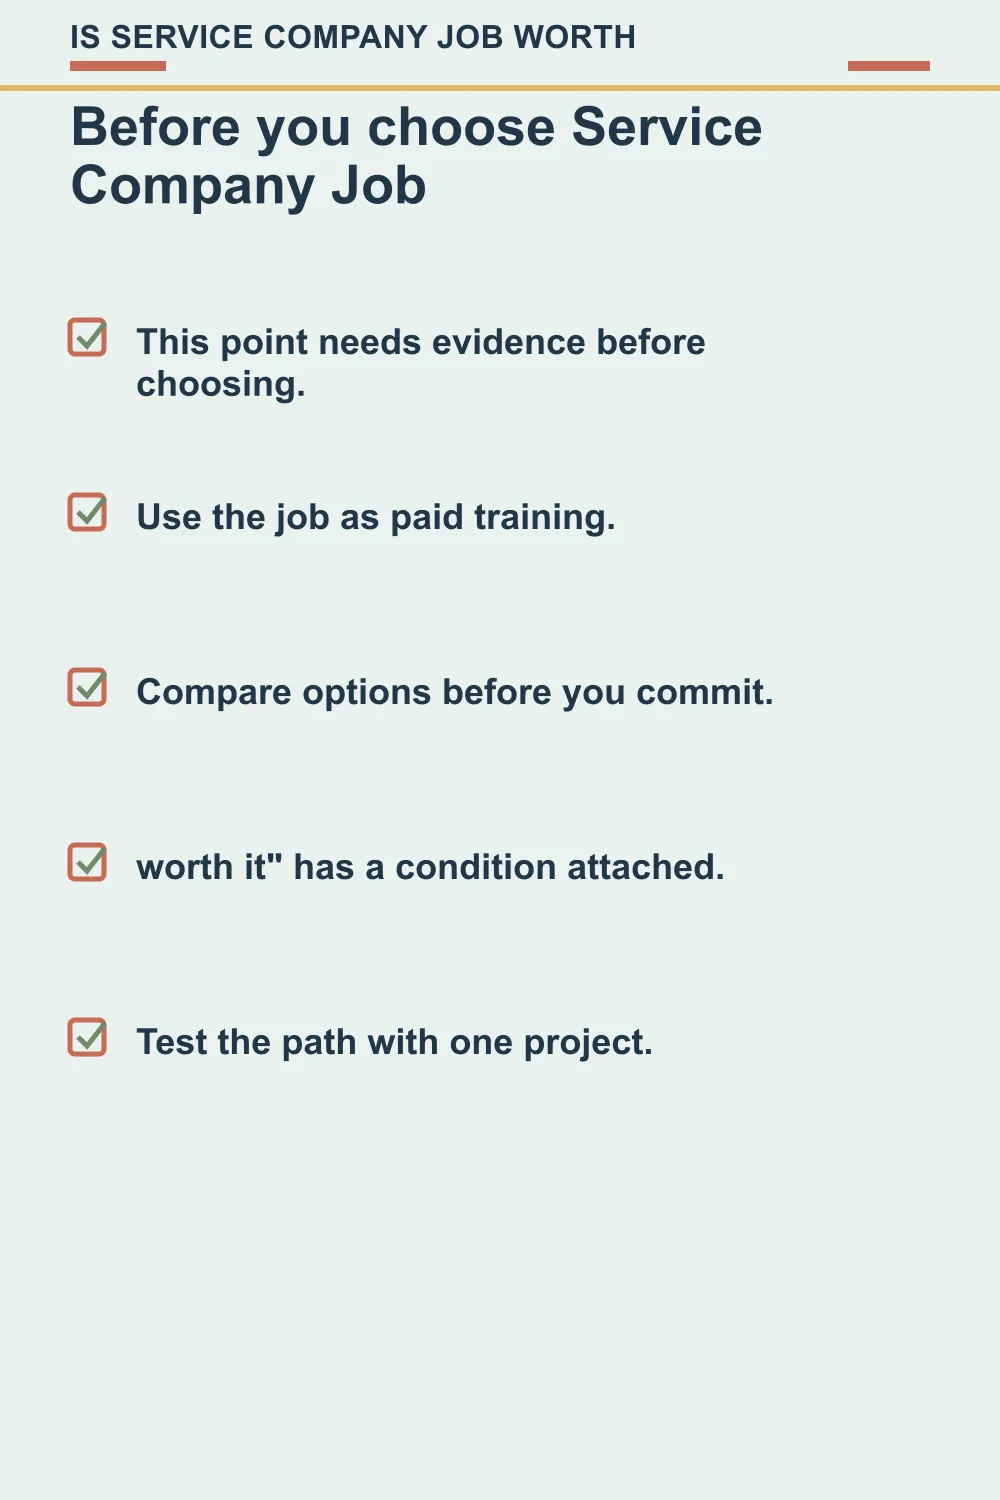 IS SERVICE COMPANY JOB WORTH
Before you choose Service
Company Job
This point needs evidence before
choosing.
Use the job as paid training.
Compare options before you commit.
worth it" has a condition attached.
Test the path with one project.